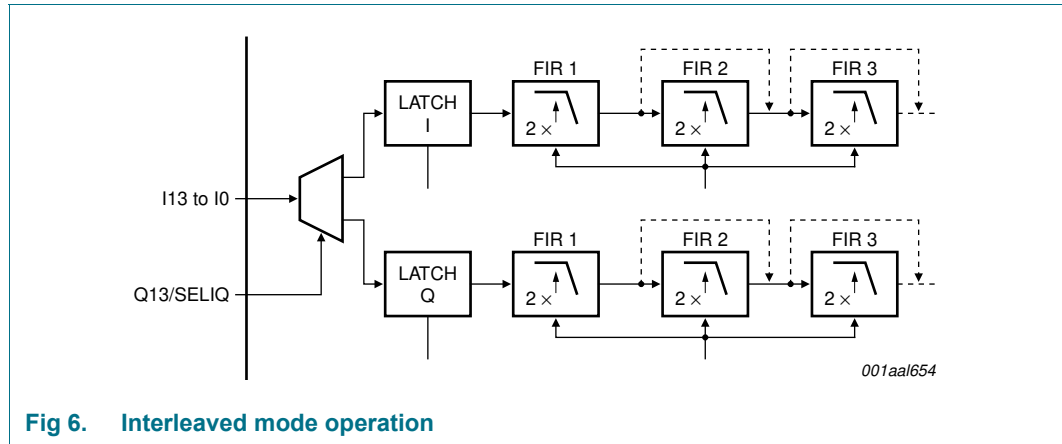 FIR 1
FIR 2
FIR 3
LATCH
I
2 ×
2 ×
2 ×
I13 to I0
FIR 1
FIR 2
FIR 3
LATCH
Q
2 ×
2 ×
2 ×
Q13/SELIQ
001aal654
Fig 6. Interleaved mode operation